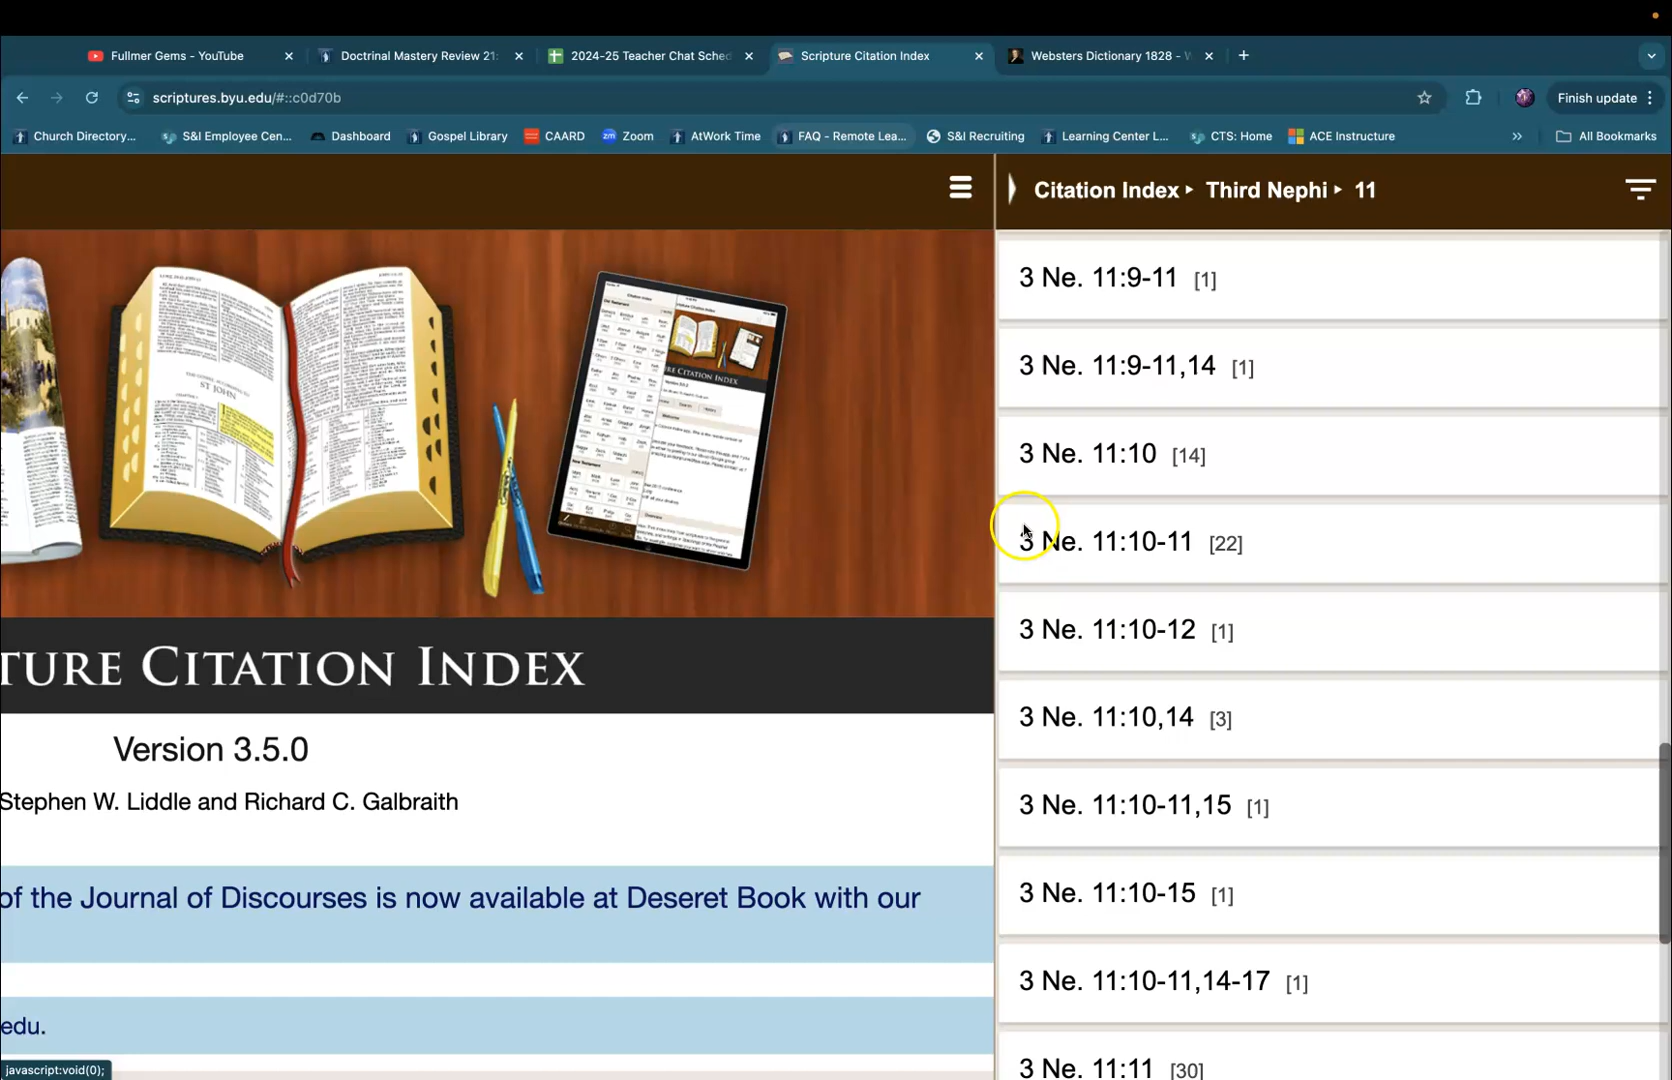 Fullmer Gems - YouTube
Doctrinal Mastery Review 21:
2024-25 Teacher Chat Sched
Scripture Citation Index
Websters Dictionary 1828 - W
scriptures.byu.edu/#::c0d70b
Finish update
Church Directory...
S&I Employee Cen...
Dashboard
Gospel Library
CAARD
zm Zoom
AtWork Time
FAQ - Remote Lea...
S&I Recruiting
Learning Center L...
CTS: Home
ACE Instructure
»
All Bookmarks
Citation Index ▸ Third Nephi ▸ 11
3 Ne. 11:9-11 [1]
3 Ne. 11:9-11,14 [1]
3 Ne. 11:10 [14]
3 Ne. 11:10-11 [22]
3 Ne. 11:10-12 [1]
3 Ne. 11:10,14 [3]
3 Ne. 11:10-11,15 [1]
3 Ne. 11:10-15 [1]
3 Ne. 11:10-11,14-17 [1]
3 Ne. 11:11 [30]
ST JOHN
TURE CITATION INDEX
Version 3.5.0
Stephen W. Liddle and Richard C. Galbraith
of the Journal of Discourses is now available at Deseret Book with our
edu.
javascript:void(0);